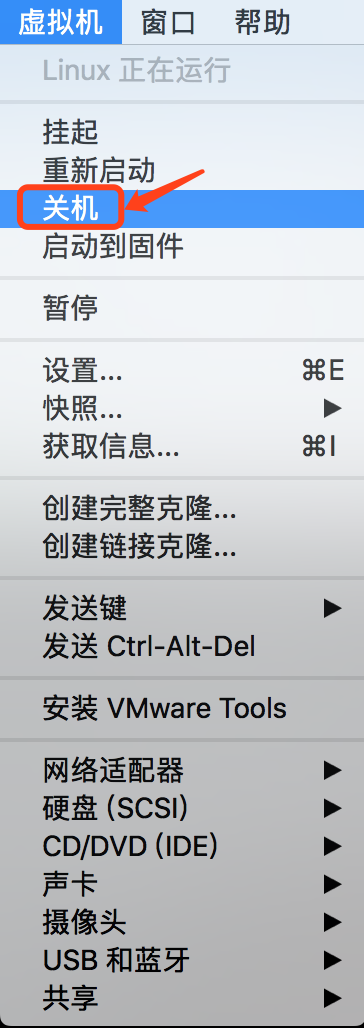 虚拟机 窗口 帮助
Linux 正在运行
挂起
重新启动
关机
启动到固件
暂停
设置... ⌘E
快照...
获取信息... ⌘I
创建完整克隆...
创建链接克隆...
发送键
发送 Ctrl-Alt-Del
安装 VMware Tools
网络适配器
硬盘 (SCSI)
CD/DVD (IDE)
声卡
摄像头
USB 和蓝牙
共享